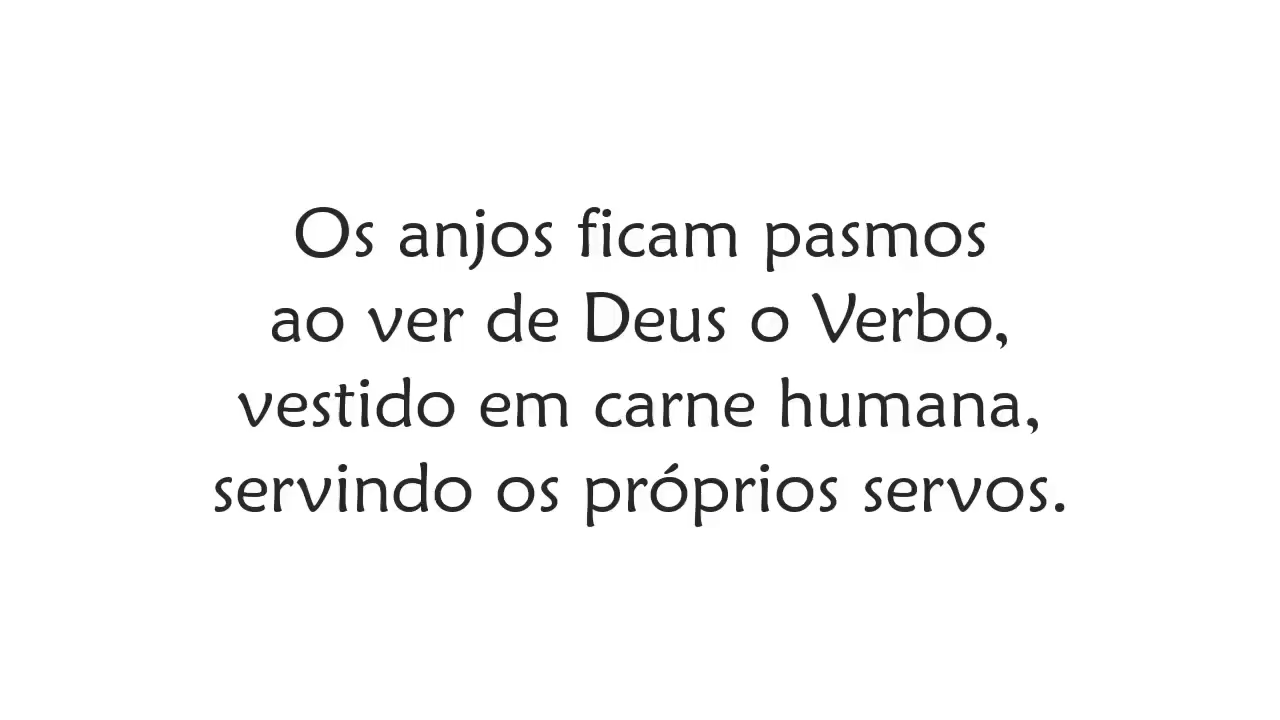 Os anjos ficam pasmos
ao ver de Deus o Verbo,
vestido em carne humana,
servindo os próprios servos.